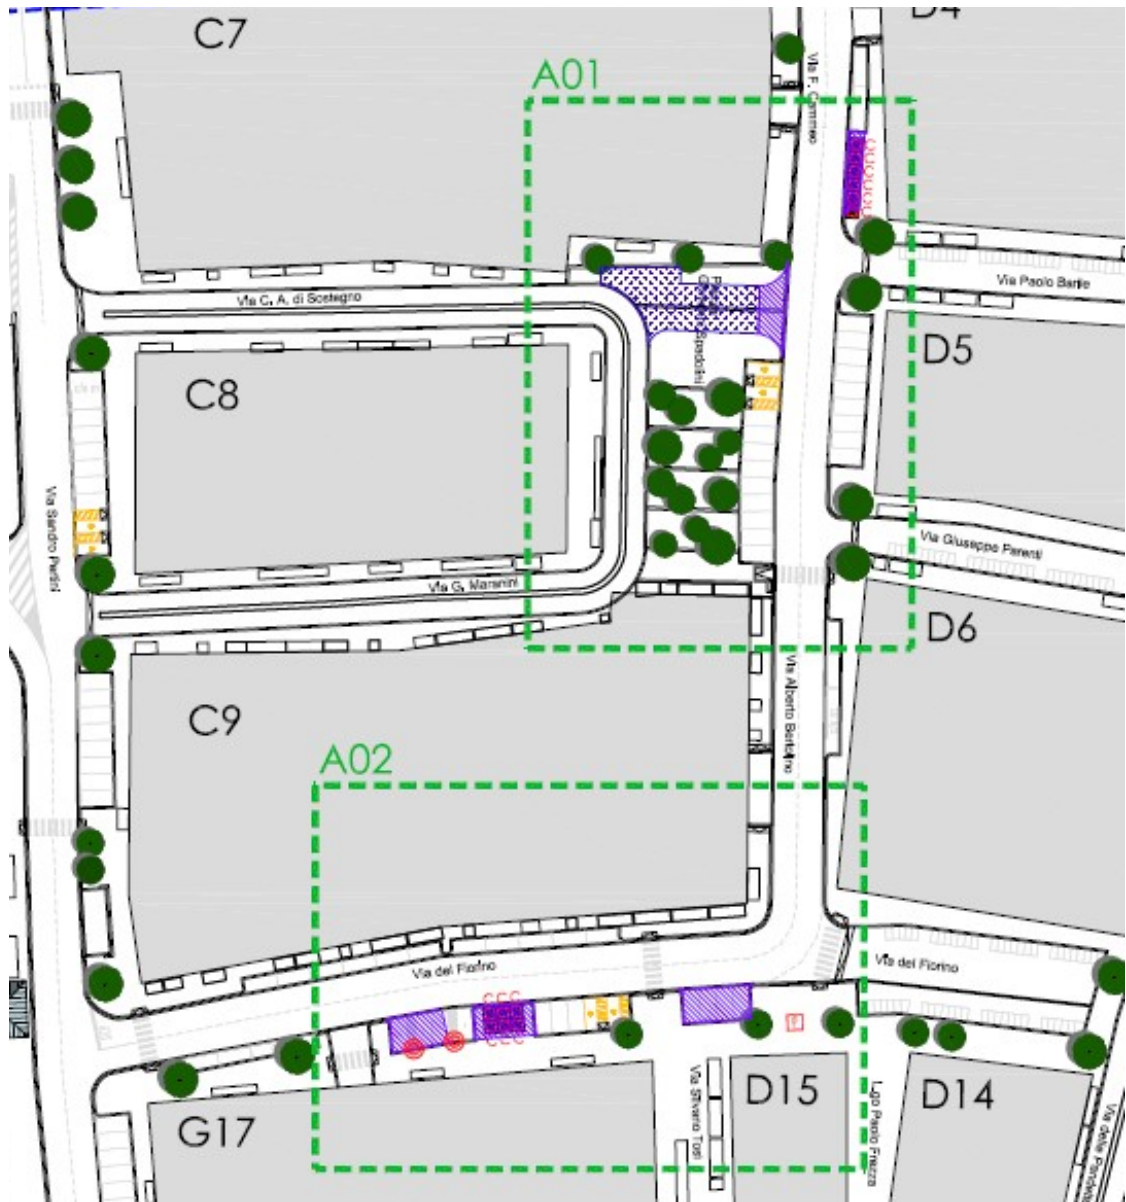 C7
D4
A01
Via F. Cammeo
Via Paolo Barile
Via C. A. di Sostegno
Spadolini
D5
C8
Via Sandro Pertini
Via Giuseppe Parenti
Via G. Maranini
D6
C9
Via Alberto Bertolino
A02
Via del Fiorino
Via del Fiorino
Via Silvano Tosi
D15
Lgo Paolo Frezza
D14
G17